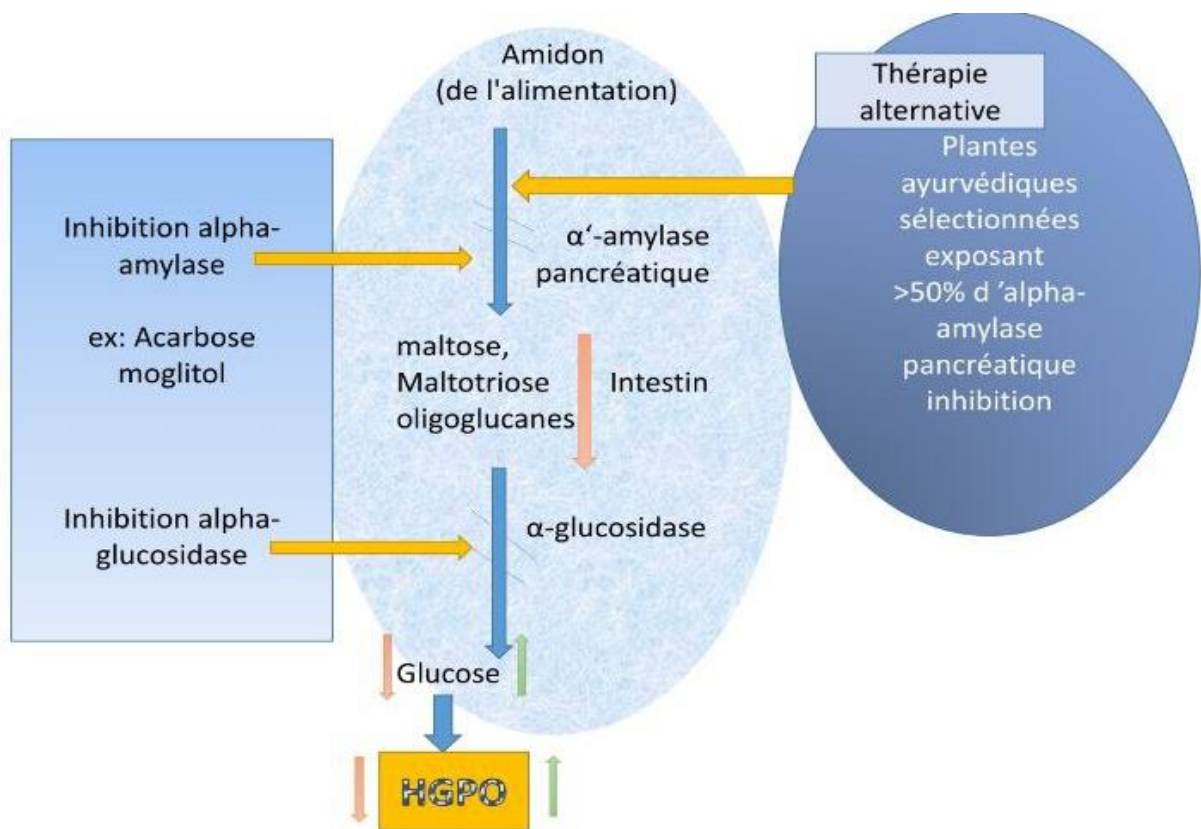 Amidon
(de l'alimentation)
Thérapie
alternative
Plantes
ayurvédiques
sélectionnées
exposant
>50% d ’alpha-
amylase
pancréatique
inhibition
Inhibition alpha-
amylase
ex: Acarbose
moglitol
α‘-amylase
pancréatique
maltose,
Maltotriose
oligoglucanes
Intestin
Inhibition alpha-
glucosidase
α-glucosidase
Glucose
HGPO